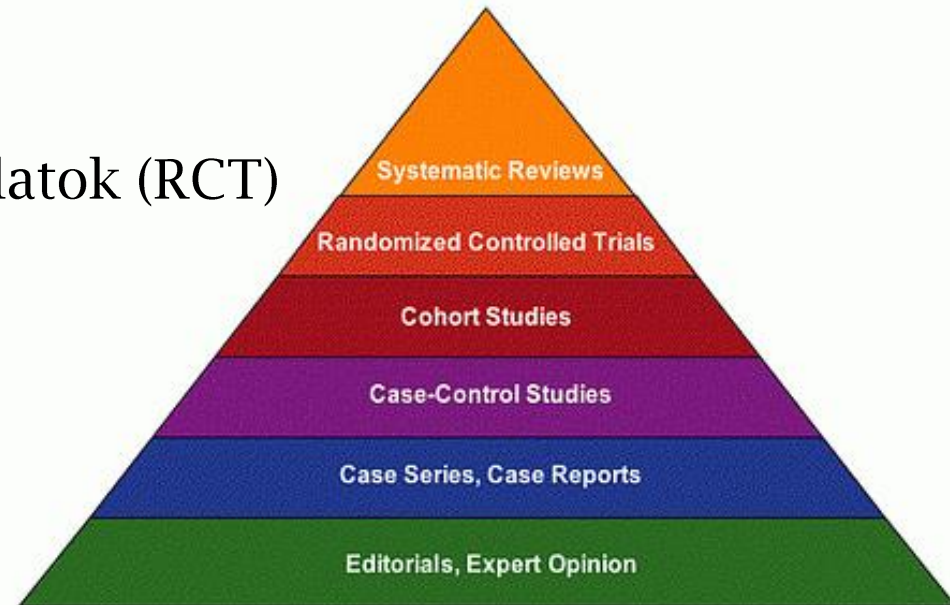 Systematic Reviews
latok (RCT)
Randomized Controlled Trials
Cohort Studies
Case-Control Studies
Case Series, Case Reports
Editorials, Expert Opinion